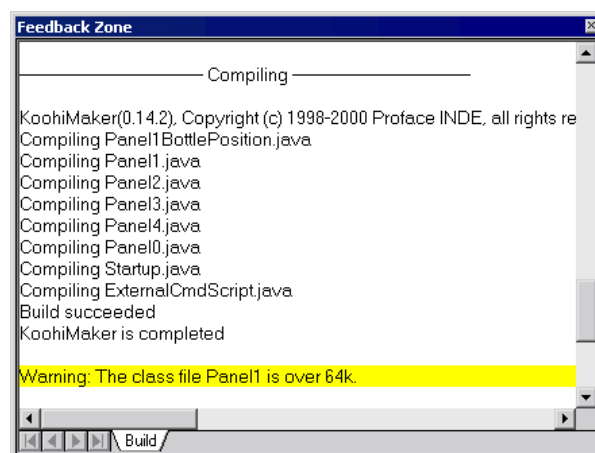 Feedback Zone
Compiling
KoohiMaker(0.14.2), Copyright (c) 1998-2000 Proface INDE, all rights re
Compiling Panel1BottlePosition.java
Compiling Panel1.java
Compiling Panel2.java
Compiling Panel3.java
Compiling Panel4.java
Compiling Panel0.java
Compiling Startup.java
Compiling ExternalCmdScript.java
Build succeeded
KoohiMaker is completed
Warning: The class file Panel1 is over 64k.
Build